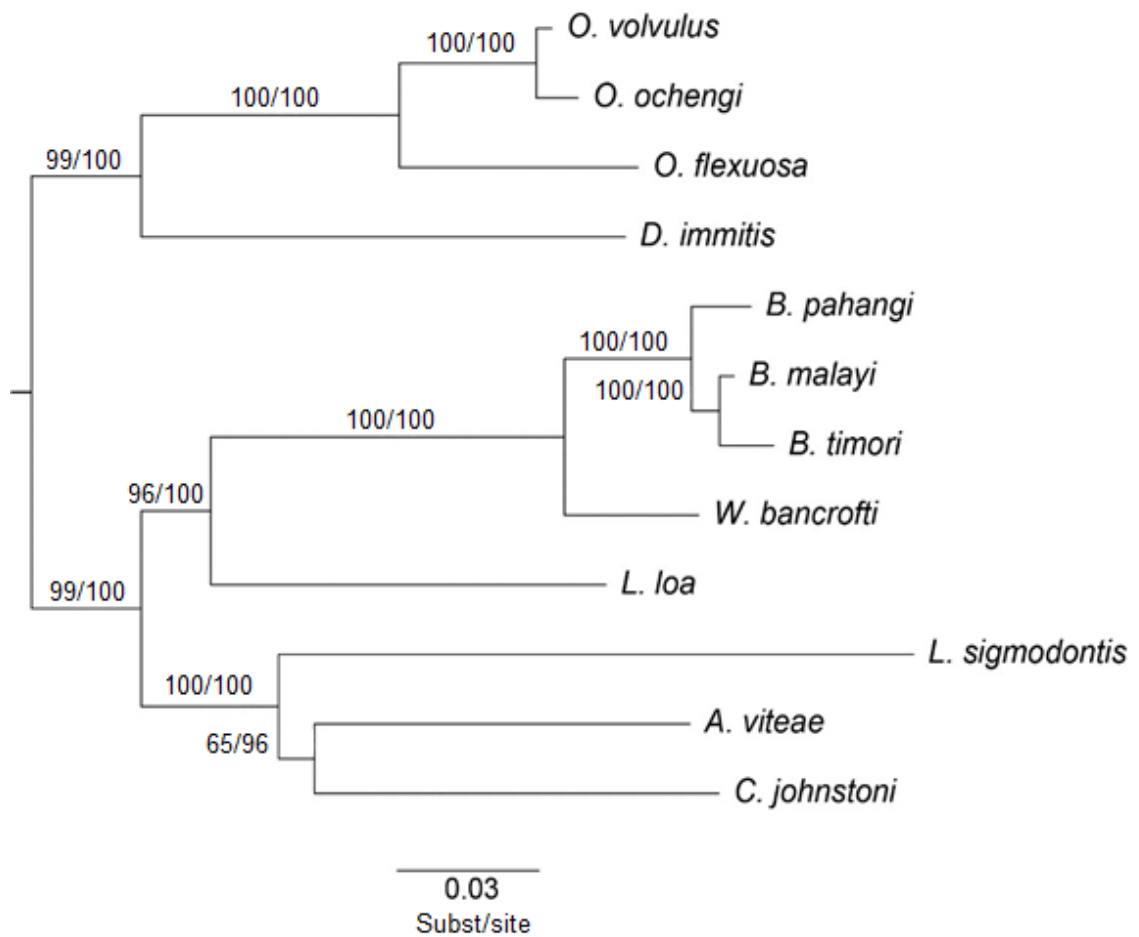 O. volvulus
100/100
O. ochengi
100/100
99/100
O. flexuosa
D. immitis
B. pahangi
100/100
B. malayi
100/100
100/100
B. timori
96/100
W. bancrofti
L. loa
99/100
L. sigmodontis
100/100
A. viteae
65/96
C. johnstoni
0.03
Subst/site